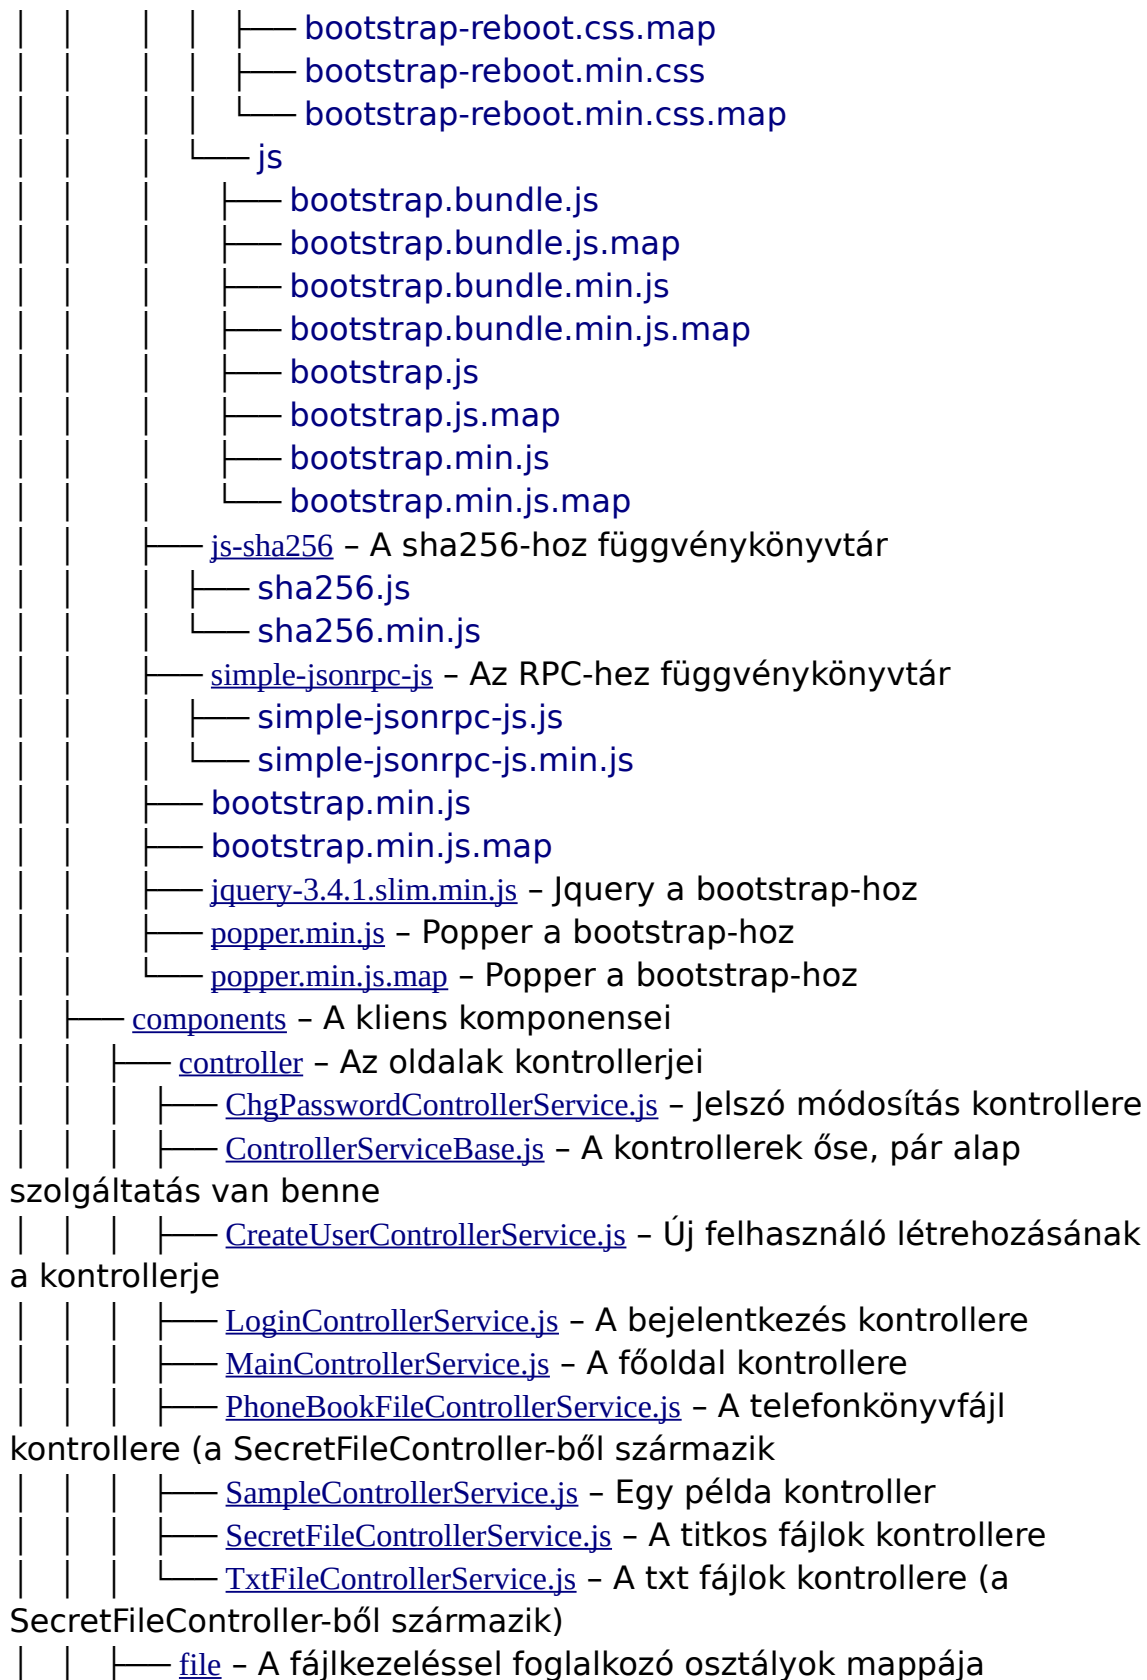 │ │ │ │ ├── bootstrap-reboot.css.map
│ │ │ │ ├── bootstrap-reboot.min.css
│ │ │ │ └── bootstrap-reboot.min.css.map
│ │ │ └── js
│ │ │ ├── bootstrap.bundle.js
│ │ │ ├── bootstrap.bundle.js.map
│ │ │ ├── bootstrap.bundle.min.js
│ │ │ ├── bootstrap.bundle.min.js.map
│ │ │ ├── bootstrap.js
│ │ │ ├── bootstrap.js.map
│ │ │ ├── bootstrap.min.js
│ │ │ └── bootstrap.min.js.map
│ │ ├── js-sha256 – A sha256-hoz függvénykönyvtár
│ │ │ ├── sha256.js
│ │ │ └── sha256.min.js
│ │ ├── simple-jsonrpc-js – Az RPC-hez függvénykönyvtár
│ │ │ ├── simple-jsonrpc-js.js
│ │ │ └── simple-jsonrpc-js.min.js
│ │ ├── bootstrap.min.js
│ │ ├── bootstrap.min.js.map
│ │ ├── jquery-3.4.1.slim.min.js – Jquery a bootstrap-hoz
│ │ ├── popper.min.js – Popper a bootstrap-hoz
│ │ └── popper.min.js.map – Popper a bootstrap-hoz
│ ├── components – A kliens komponensei
│ │ ├── controller – Az oldalak kontrollerjei
│ │ │ ├── ChgPasswordControllerService.js – Jelszó módosítás kontrollere
│ │ │ ├── ControllerServiceBase.js – A kontrollerek őse, pár alap
szolgáltatás van benne
│ │ │ ├── CreateUserControllerService.js – Új felhasználó létrehozásának
a kontrollerje
│ │ │ ├── LoginControllerService.js – A bejelentkezés kontrollere
│ │ │ ├── MainControllerService.js – A főoldal kontrollere
│ │ │ ├── PhoneBookFileControllerService.js – A telefonkönyvfájl
kontrollere (a SecretFileController-ből származik
│ │ │ ├── SampleControllerService.js – Egy példa kontroller
│ │ │ ├── SecretFileControllerService.js – A titkos fájlok kontrollere
│ │ │ └── TxtFileControllerService.js – A txt fájlok kontrollere (a
SecretFileController-ből származik)
│ │ ├── file – A fájlkezeléssel foglalkozó osztályok mappája